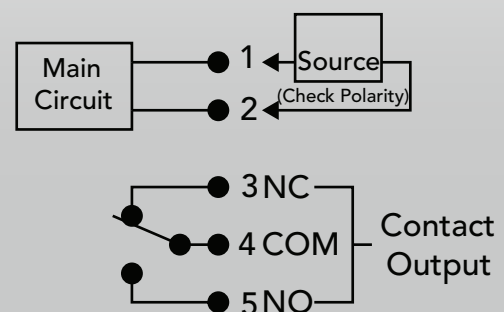 Main
Circuit
1
Source
2
(Check Polarity)
3 NC
4 COM
5 NO
Contact
Output